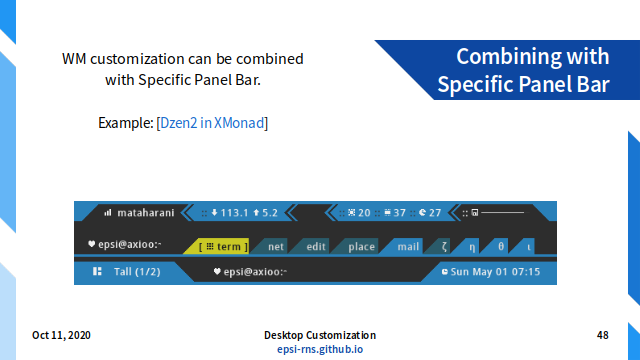 Combining with
Specific Panel Bar
WM customization can be combined
with Specific Panel Bar.
Example: [Dzen2 in XMonad]
mataharani :: 113.1 5.2 :: 20 :: 37 :: 27 ::
epsi@axioo:~ [ term ] net edit place mail ζ η θ ι
Tall (1/2) epsi@axioo:~ Sun May 01 07:15
Oct 11, 2020 Desktop Customization 48
epsi-rns.github.io